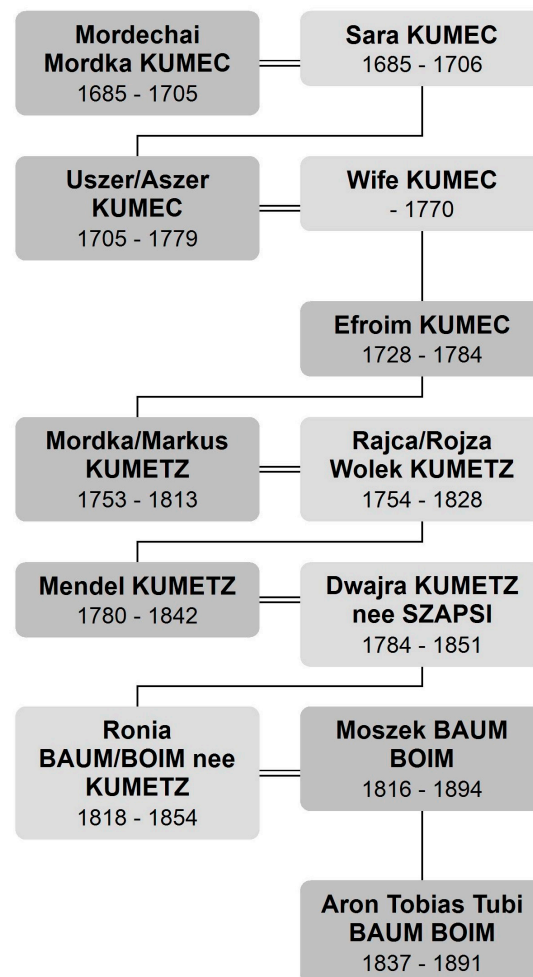 Mordechai
Mordka KUMEC
1685 - 1705
Sara KUMEC
1685 - 1706
Uszer/Aszer
KUMEC
1705 - 1779
Wife KUMEC
- 1770
Efroim KUMEC
1728 - 1784
Mordka/Markus
KUMETZ
1753 - 1813
Rajca/Rojza
Wolek KUMETZ
1754 - 1828
Mendel KUMETZ
1780 - 1842
Dwajra KUMETZ
nee SZAPSI
1784 - 1851
Ronia
BAUM/BOIM nee
KUMETZ
1818 - 1854
Moszek BAUM
BOIM
1816 - 1894
Aron Tobias Tubi
BAUM BOIM
1837 - 1891